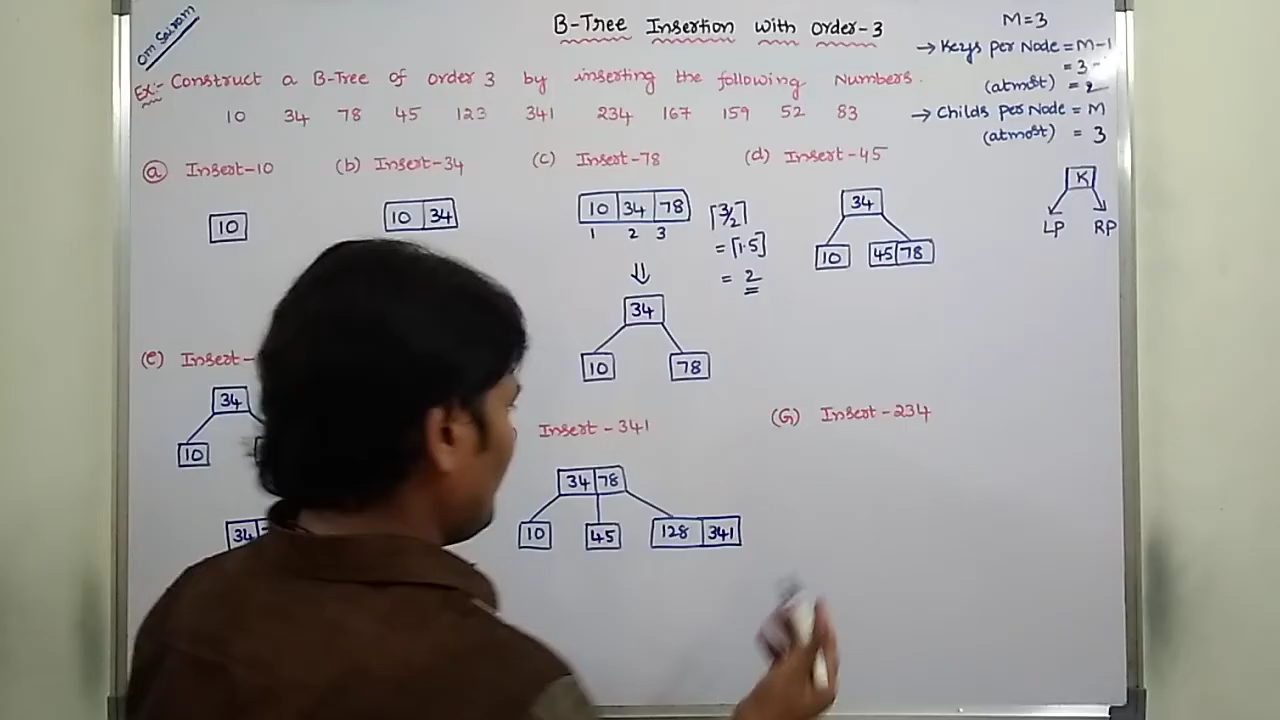 Om Sairam
B-Tree Insertion with order-3
M=3
→ Keys per Node = M-1
= 3-
(atmost) = 2
→ Childs per Node = M
(atmost) = 3
Ex:- Construct a B-Tree of order 3 by inserting the following Numbers.
10 34 78 45 123 341 234 167 159 52 83
(a) Insert-10
(b) Insert-34
(c) Insert-78
(d) Insert-45
10
10 34
10 34 78
1 2 3
⌈3/2⌉
= ⌈1.5⌉
= 2
34
10 78
34
10 45 78
K
LP RP
(e) Insert-
34
10
34
Insert-341
34 78
10 45 128 341
(G) Insert-234